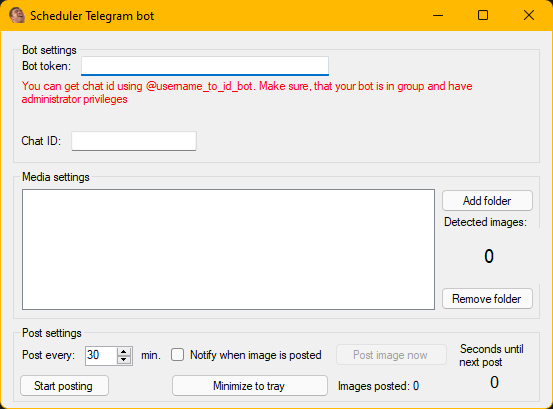 Scheduler Telegram bot
Bot settings
Bot token:
You can get chat id using @username_to_id_bot. Make sure, that your bot is in group and have
administrator privileges
Chat ID:
Media settings
Add folder
Detected images:
0
Remove folder
Post settings
Post every: 30 min. Notify when image is posted Post image now
Seconds until
next post
Start posting Minimize to tray Images posted: 0 0